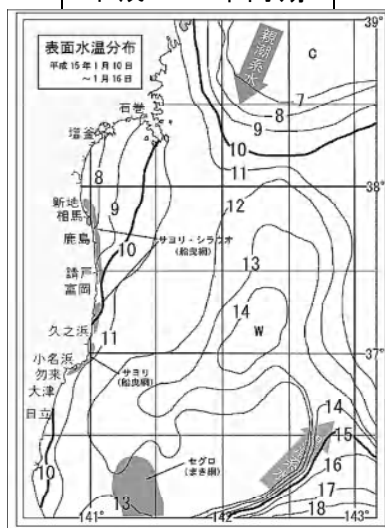 表面水温分布
平成15年1月10日
～1月16日
39°
C
親潮系水
石巻
塩釜
7
8
9
10
11
8
38°
新地
相馬
12
9
鹿島
サヨリ・シラウオ
(船曳網)
10
13
請戸
富岡
14
W
久之浜
11
小名浜
37°
勿来
サヨリ
(船曳網)
大津
日立
14
15
セグロ
(まき網)
16
10
17
13
18
141°
142°
143°